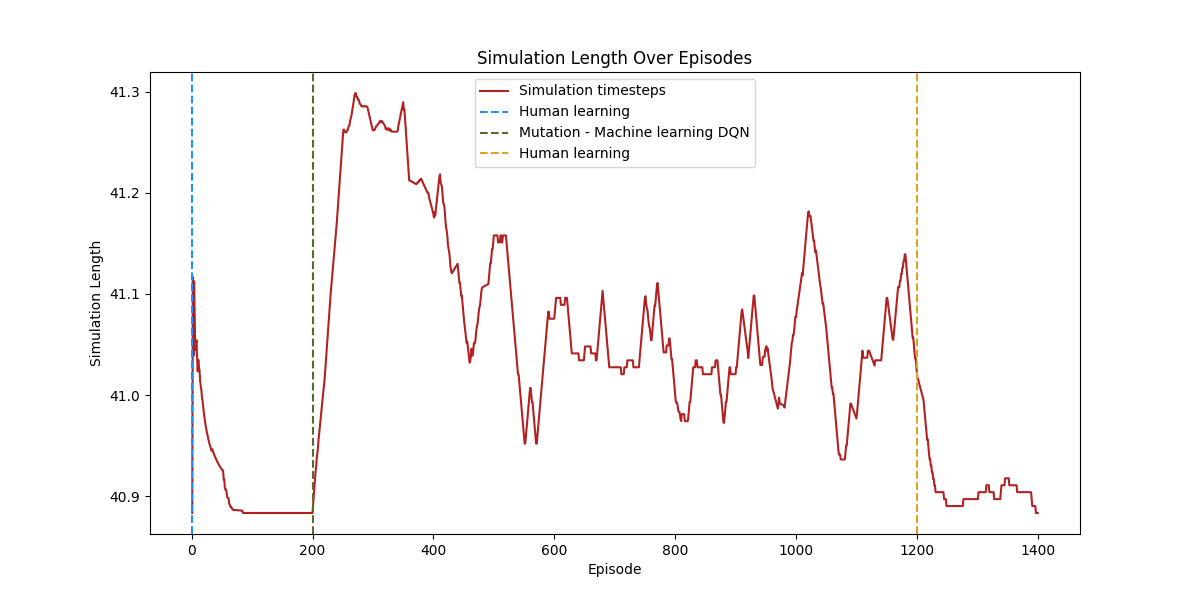 Simulation Length Over Episodes
Simulation timesteps
Human learning
Mutation - Machine learning DQN
Human learning
Simulation Length
41.3
41.2
41.1
41.0
40.9
0 200 400 600 800 1000 1200 1400
Episode